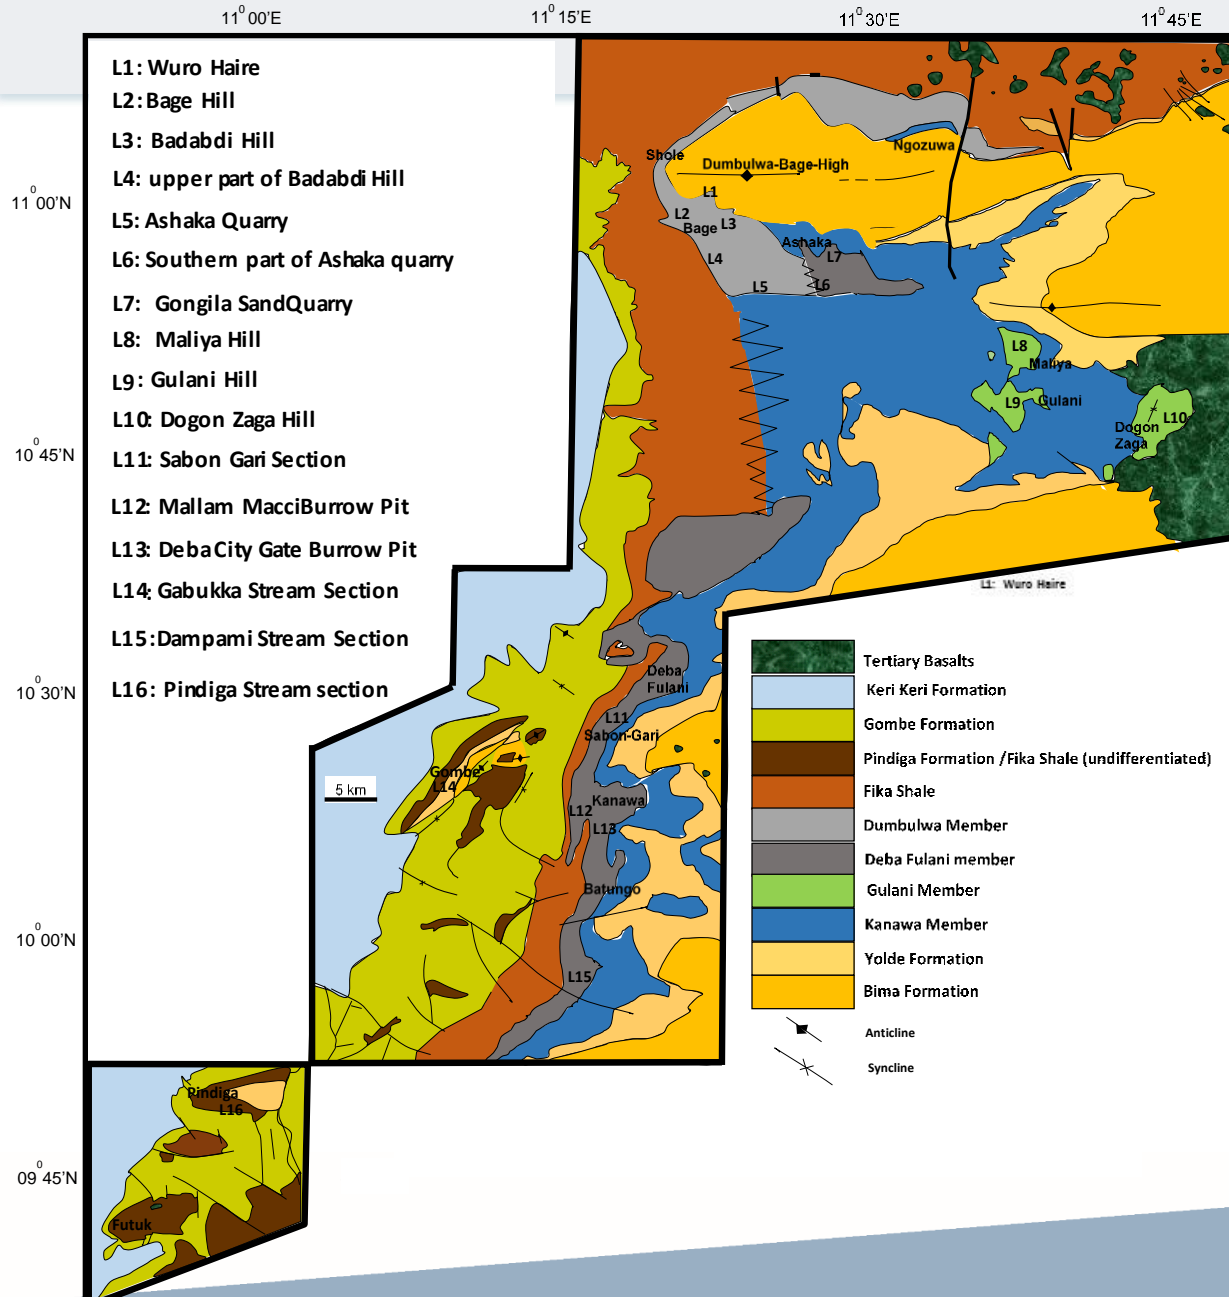 11⁰00'E
11⁰15'E
11⁰30'E
11⁰45'E
11⁰00'N
10⁰45'N
10⁰30'N
10⁰00'N
09⁰45'N
L1: Wuro Haire
L2: Bage Hill
L3: Badabdi Hill
L4: upper part of Badabdi Hill
L5: Ashaka Quarry
L6: Southern part of Ashaka quarry
L7: Gongila SandQuarry
L8: Maliya Hill
L9: Gulani Hill
L10: Dogon Zaga Hill
L11: Sabon Gari Section
L12: Mallam MacciBurrow Pit
L13: DebaCity Gate Burrow Pit
L14: Gabukka Stream Section
L15:Dampami Stream Section
L16: Pindiga Stream section
Shole
Dumbulwa-Bage-High
Ngozuwa
L1
L2
Bage
L3
L4
L5
Ashaka
L7
L6
L8
Maliya
L9
Gulani
L10
Dogon
Zaga
L1: Wuro Haire
Deba
Fulani
L11
Sabon-Gari
Gombe
L14
Kanawa
L12
L13
Batungo
L15
5 km
Pindiga
L16
Futuk
Tertiary Basalts
Keri Keri Formation
Gombe Formation
Pindiga Formation /Fika Shale (undifferentiated)
Fika Shale
Dumbulwa Member
Deba Fulani member
Gulani Member
Kanawa Member
Yolde Formation
Bima Formation
Anticline
Syncline